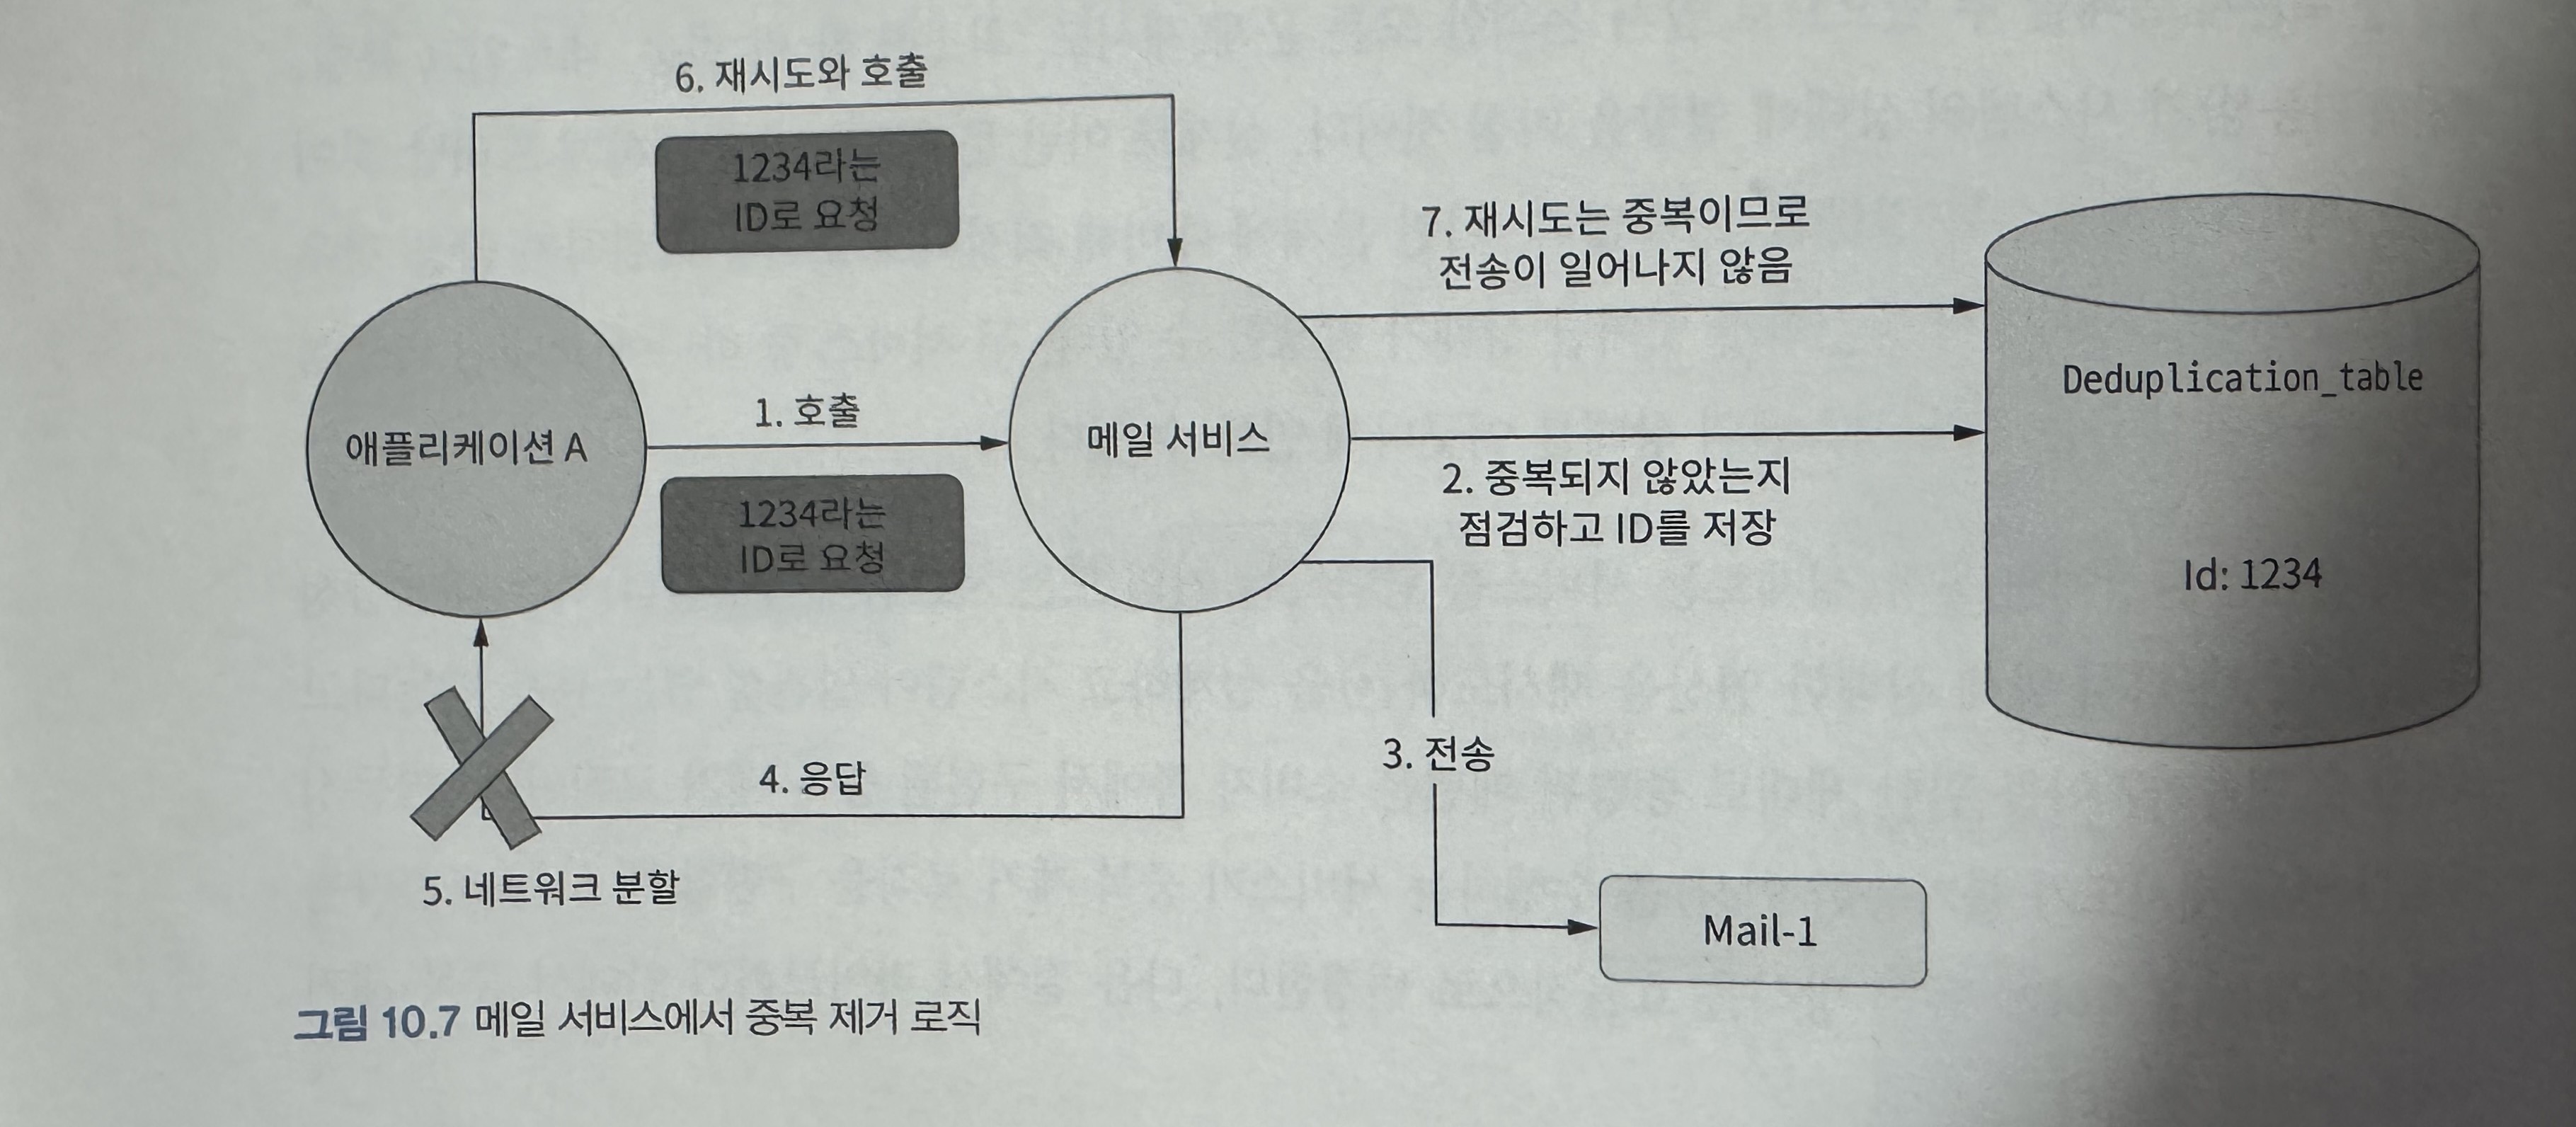 6. 재시도와 호출
1234라는
ID로 요청
7. 재시도는 중복이므로
전송이 일어나지 않음
Deduplication_table
1. 호출
애플리케이션 A
메일 서비스
1234라는
ID로 요청
2. 중복되지 않았는지
점검하고 ID를 저장
Id: 1234
3. 전송
4. 응답
5. 네트워크 분할
Mail-1
그림 10.7 메일 서비스에서 중복 제거 로직